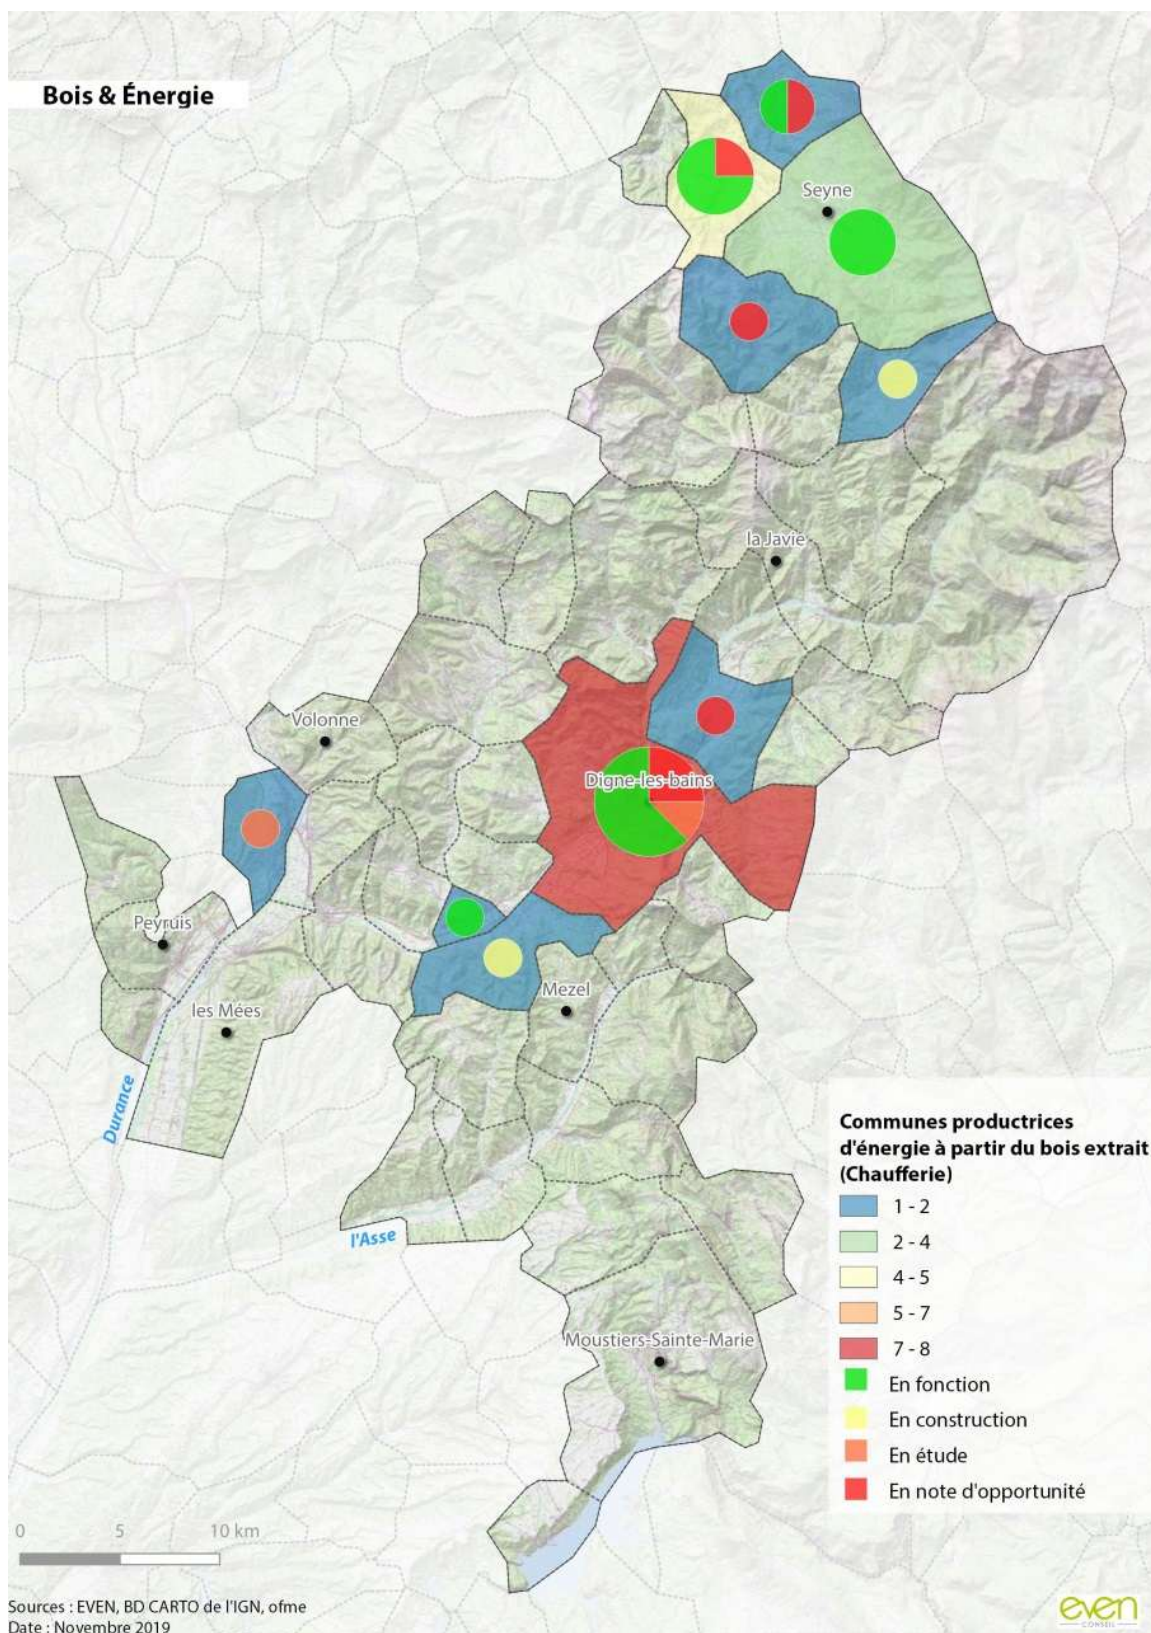 Bois & Énergie
Seyne
la Javie
Volonne
Digne-les-bains
Peyruis
Mezel
les Mées
Durance
l'Asse
Moustiers-Sainte-Marie
Communes productrices
d'énergie à partir du bois extrait
(Chaufferie)
1 - 2
2 - 4
4 - 5
5 - 7
7 - 8
En fonction
En construction
En étude
En note d'opportunité
0 5 10 km
Sources : EVEN, BD CARTO de l'IGN, ofme
Date : Novembre 2019
even
CONSEIL